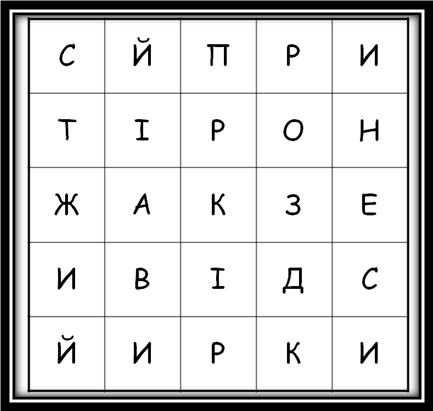 С Й П Р И
Т І Р О Н
Ж А К З Е
И В І Д С
Й И Р К И